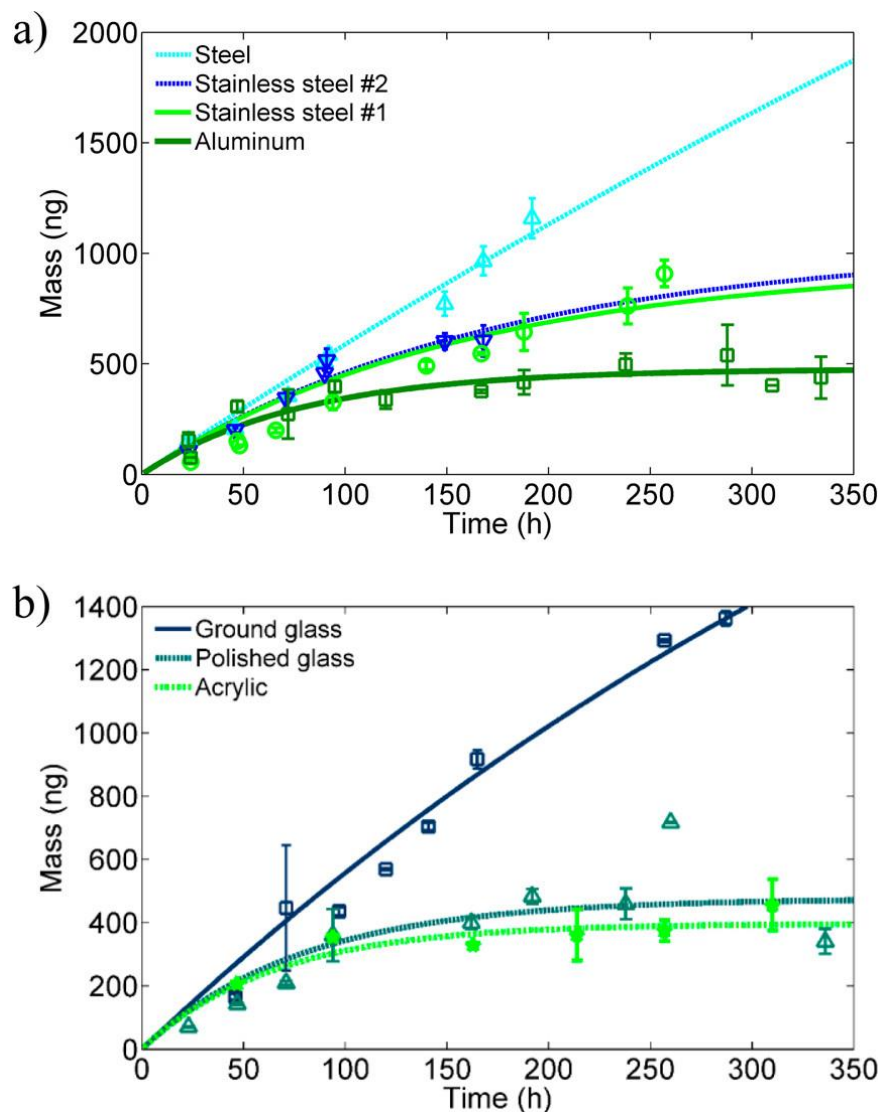 a)
2000
1500
1000
500
0
Mass (ng)
Steel
Stainless steel #2
Stainless steel #1
Aluminum
0 50 100 150 200 250 300 350
Time (h)
b)
1400
1200
1000
800
600
400
200
0
Mass (ng)
Ground glass
Polished glass
Acrylic
0 50 100 150 200 250 300 350
Time (h)